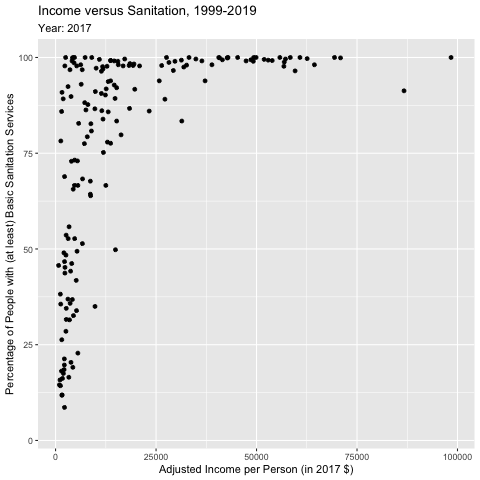 Income versus Sanitation, 1999-2019
Year: 2017
Percentage of People with (at least) Basic Sanitation Services
100
75
50
25
0
0
25000
50000
75000
100000
Adjusted Income per Person (in 2017 $)